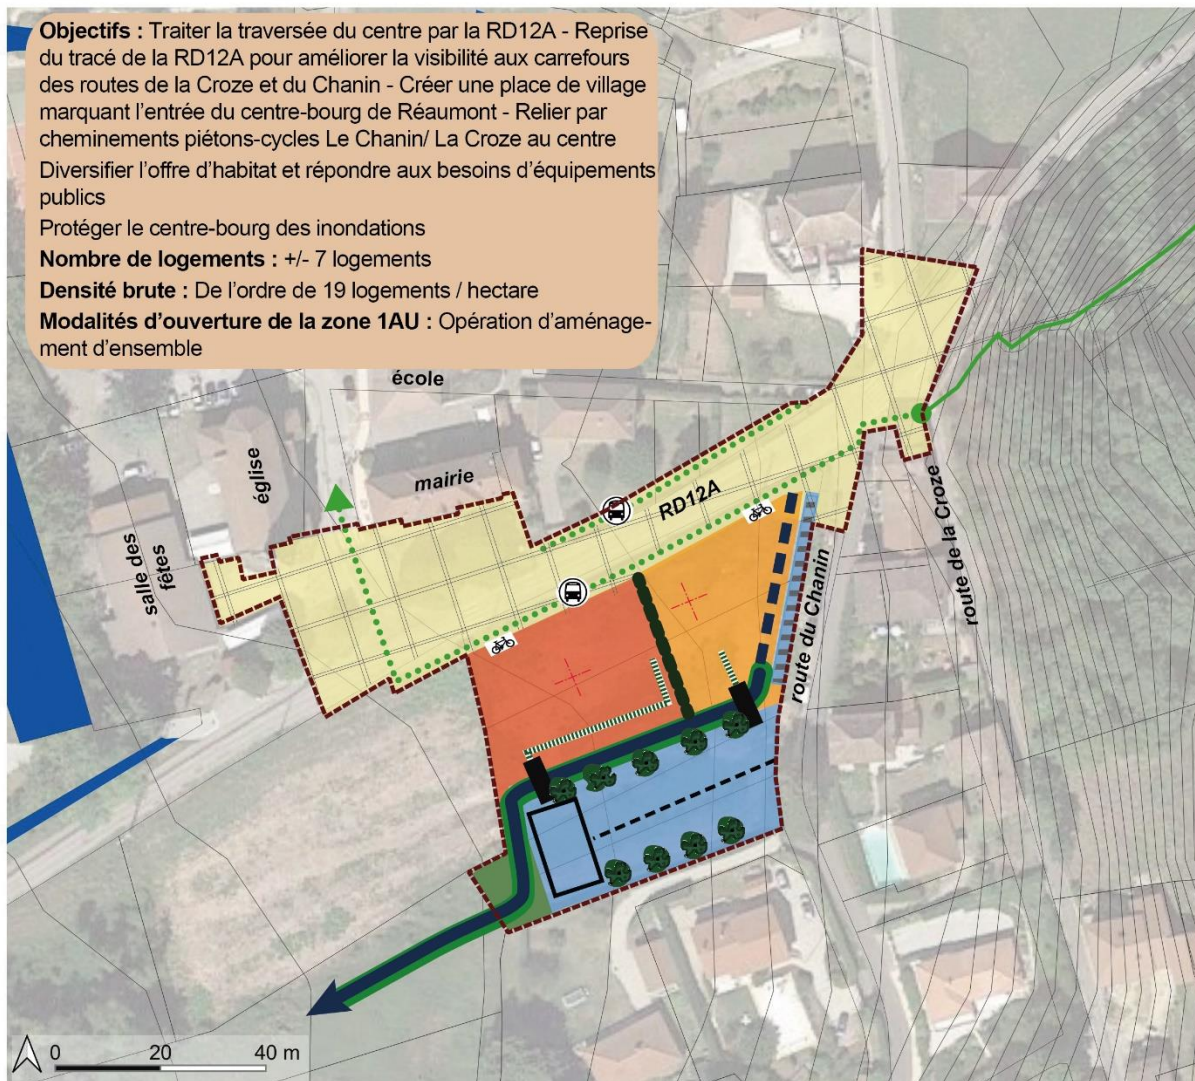 Objectifs : Traiter la traversée du centre par la RD12A - Reprise
du tracé de la RD12A pour améliorer la visibilité aux carrefours
des routes de la Croze et du Chanin - Créer une place de village
marquant l'entrée du centre-bourg de Réaumont - Relier par
cheminements piétons-cycles Le Chanin/ La Croze au centre
Diversifier l'offre d'habitat et répondre aux besoins d'équipements
publics
Protéger le centre-bourg des inondations
Nombre de logements : +/- 7 logements
Densité brute : De l'ordre de 19 logements / hectare
Modalités d'ouverture de la zone 1AU : Opération d'aménage-
ment d'ensemble
école
église
mairie
RD12A
salle des
fêtes
route de la Croze
route du Chanin
0 20 40 m